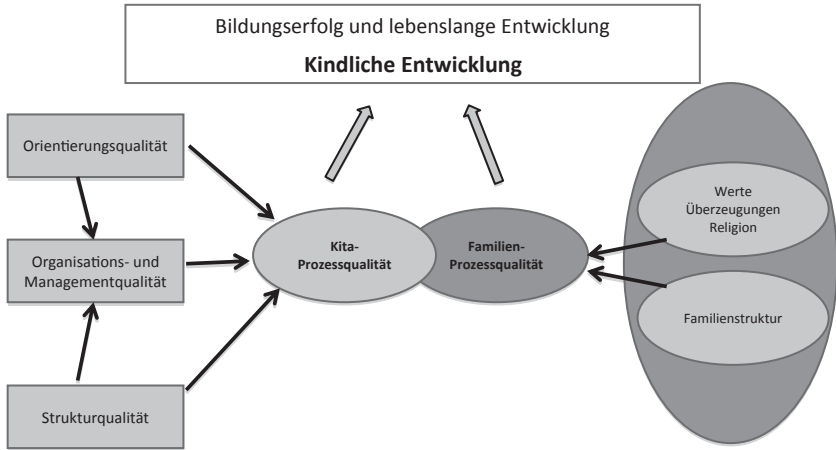 Bildungserfolg und lebenslange Entwicklung
Kindliche Entwicklung
Orientierungsqualität
Organisations- und
Managementqualität
Strukturqualität
Kita-
Prozessqualität
Familien-
Prozessqualität
Werte
Überzeugungen
Religion
Familienstruktur